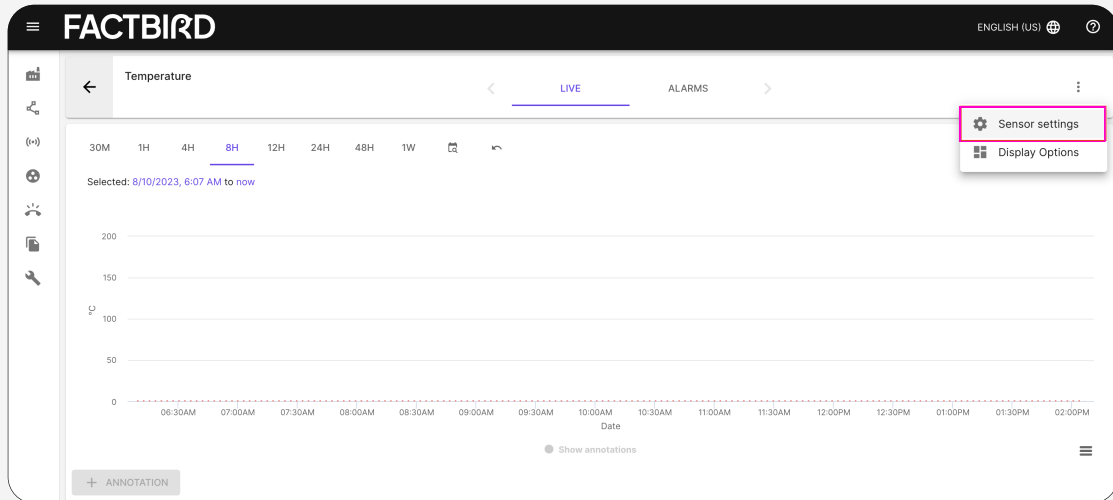 FACTBIRD
ENGLISH (US)
Temperature
LIVE
ALARMS
Sensor settings
Display Options
30M 1H 4H 8H 12H 24H 48H 1W
Selected: 8/10/2023, 6:07 AM to now
200
150
°C
100
50
0
06:30AM 07:00AM 07:30AM 08:00AM 08:30AM 09:00AM 09:30AM 10:00AM 10:30AM 11:00AM 11:30AM 12:00PM 12:30PM 01:00PM 01:30PM 02:00PM
Date
Show annotations
+ ANNOTATION